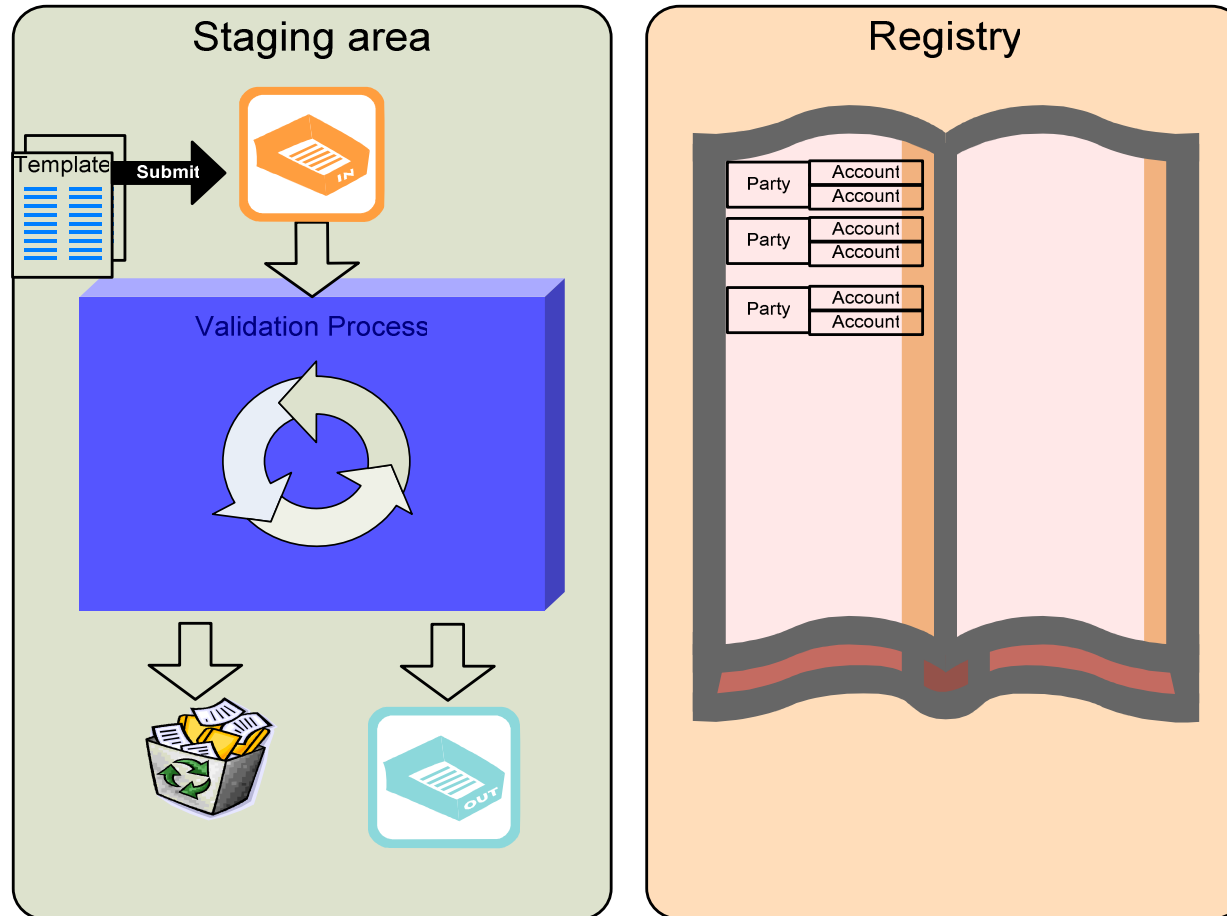 Staging area
Template
Submit
IN
Validation Process
OUT
Registry
Party
Account
Account
Party
Account
Account
Party
Account
Account